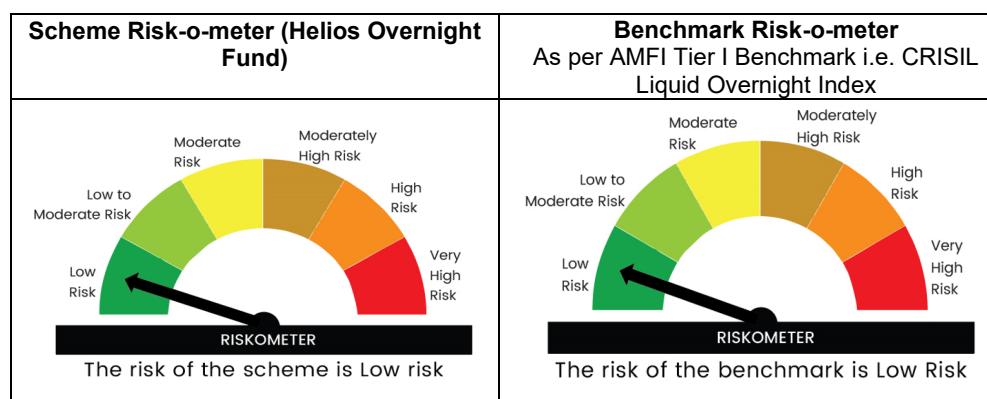 Scheme Risk-o-meter (Helios Overnight
Fund)
Benchmark Risk-o-meter
As per AMFI Tier I Benchmark i.e. CRISIL
Liquid Overnight Index
Low
Risk
Low to
Moderate Risk
Moderate
Risk
Moderately
High Risk
High
Risk
Very
High
Risk
RISKOMETER
The risk of the scheme is Low risk
Low
Risk
Low to
Moderate Risk
Moderate
Risk
Moderately
High Risk
High
Risk
Very
High
Risk
RISKOMETER
The risk of the benchmark is Low Risk